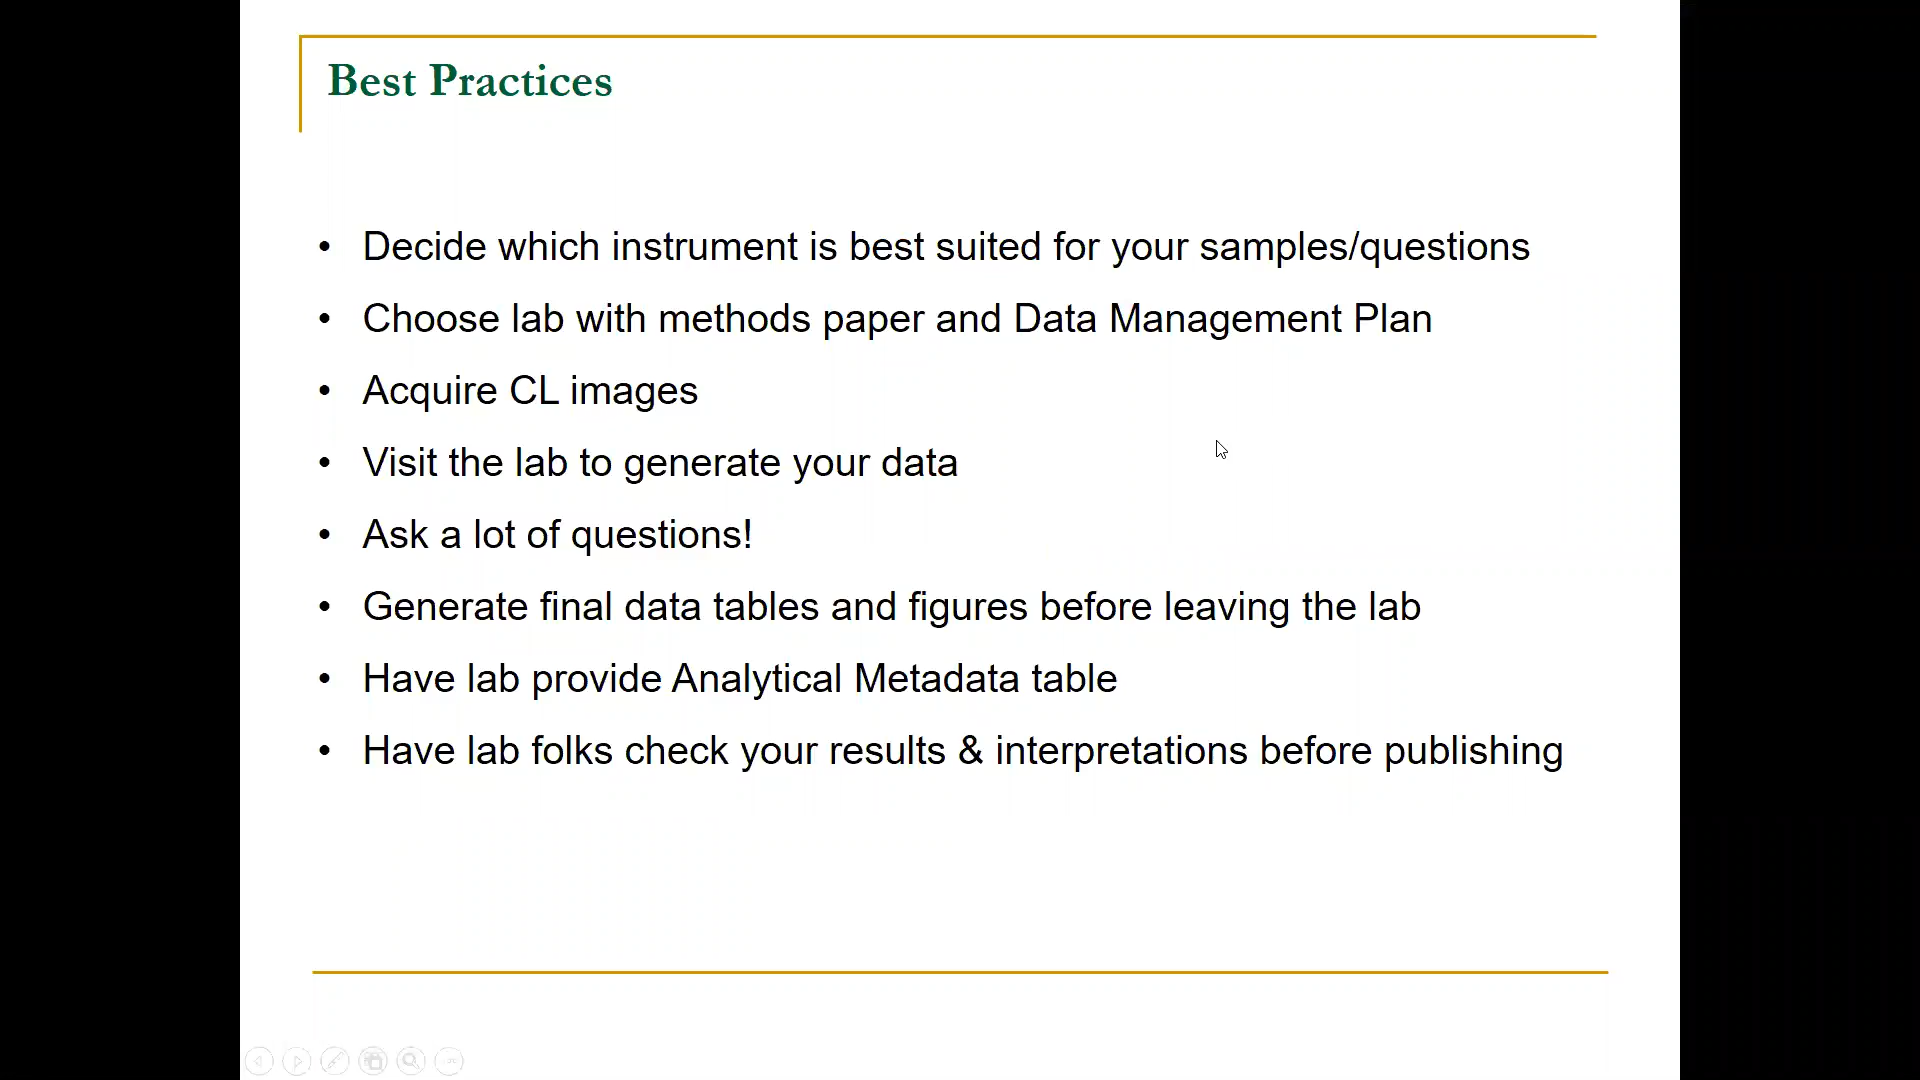 Best Practices
• Decide which instrument is best suited for your samples/questions
• Choose lab with methods paper and Data Management Plan
• Acquire CL images
• Visit the lab to generate your data
• Ask a lot of questions!
• Generate final data tables and figures before leaving the lab
• Have lab provide Analytical Metadata table
• Have lab folks check your results & interpretations before publishing